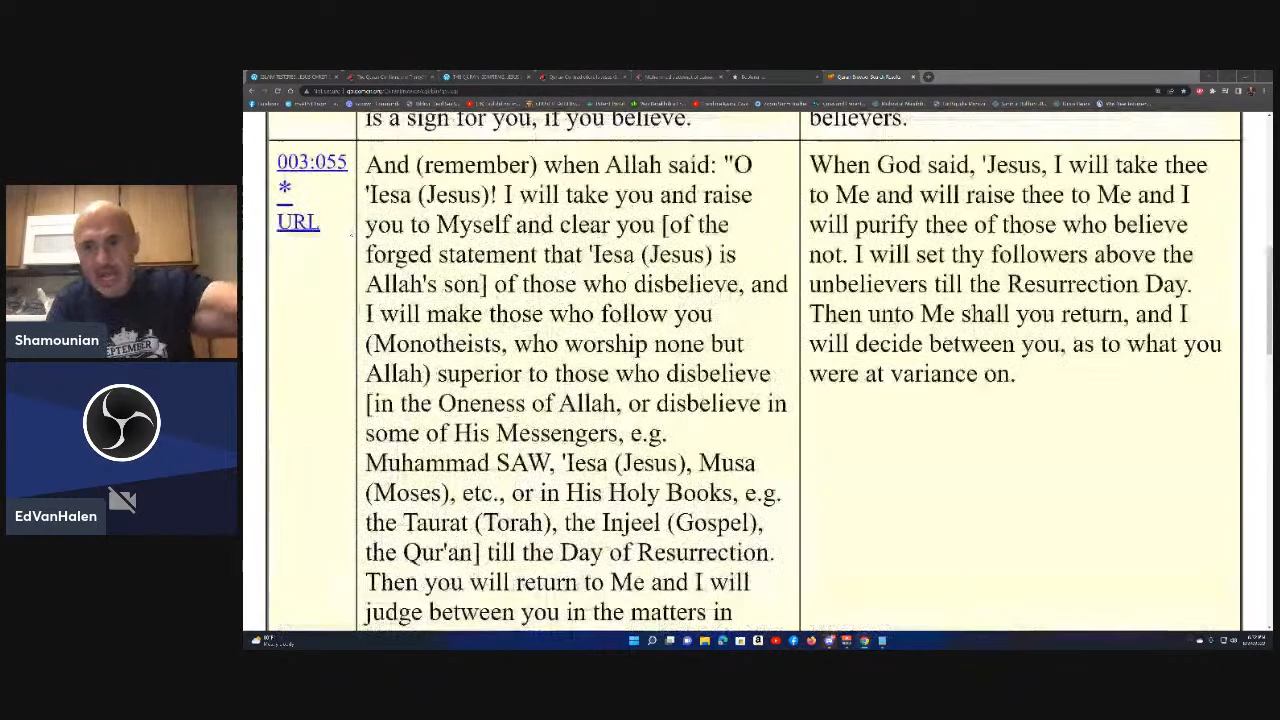 is a sign for you, if you believe.
believers.
003:055
*
URL
And (remember) when Allah said: "O
'Iesa (Jesus)! I will take you and raise
you to Myself and clear you [of the
forged statement that 'Iesa (Jesus) is
Allah's son] of those who disbelieve, and
I will make those who follow you
(Monotheists, who worship none but
Allah) superior to those who disbelieve
[in the Oneness of Allah, or disbelieve in
some of His Messengers, e.g.
Muhammad SAW, 'Iesa (Jesus), Musa
(Moses), etc., or in His Holy Books, e.g.
the Taurat (Torah), the Injeel (Gospel),
the Qur'an] till the Day of Resurrection.
Then you will return to Me and I will
judge between you in the matters in
When God said, 'Jesus, I will take thee
to Me and will raise thee to Me and I
will purify thee of those who believe
not. I will set thy followers above the
unbelievers till the Resurrection Day.
Then unto Me shall you return, and I
will decide between you, as to what you
were at variance on.
Shamounian
EdVanHalen